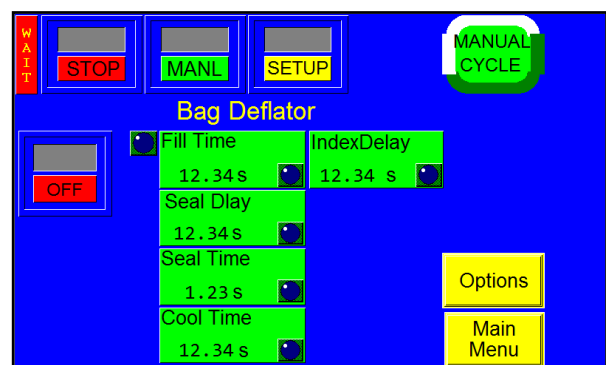 WAIT
STOP
MANL
SETUP
MANUAL
CYCLE
Bag Deflator
OFF
Fill Time
12.34 s
IndexDelay
12.34 s
Seal Dlay
12.34 s
Seal Time
1.23 s
Cool Time
12.34 s
Options
Main
Menu